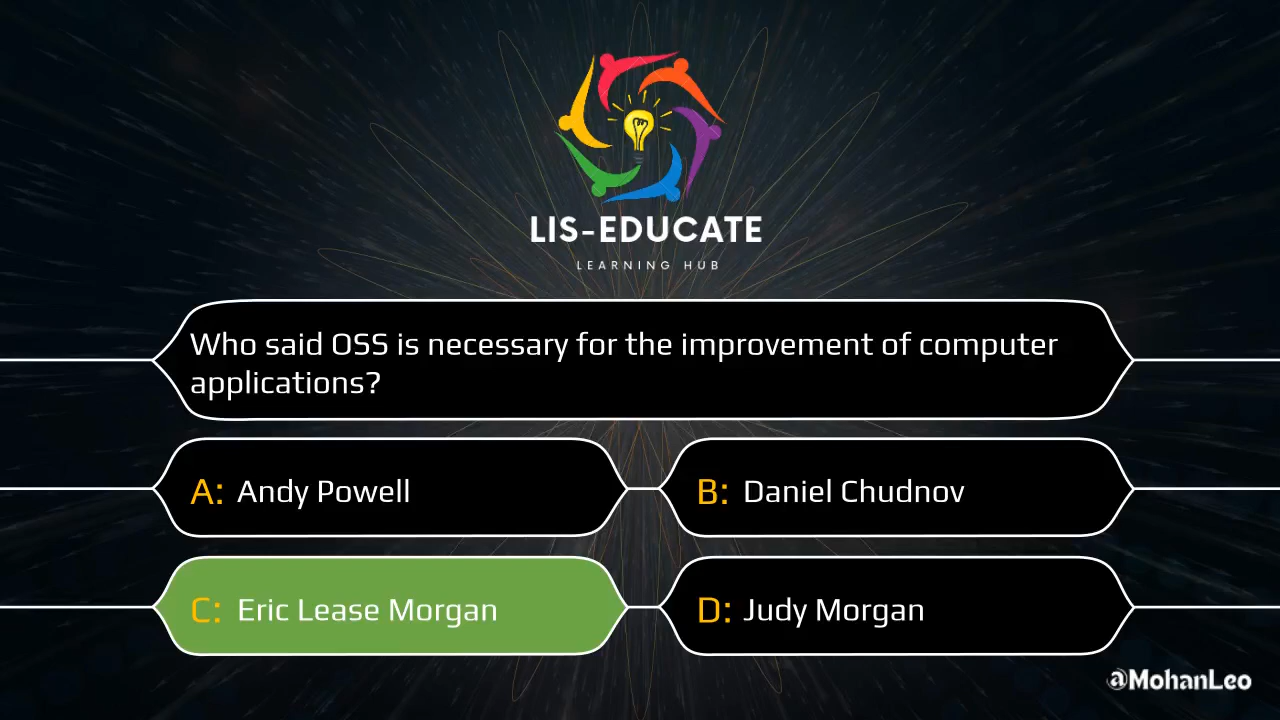 LIS-EDUCATE
LEARNING HUB
Who said OSS is necessary for the improvement of computer
applications?
A: Andy Powell
B: Daniel Chudnov
C: Eric Lease Morgan
D: Judy Morgan
@MohanLeo